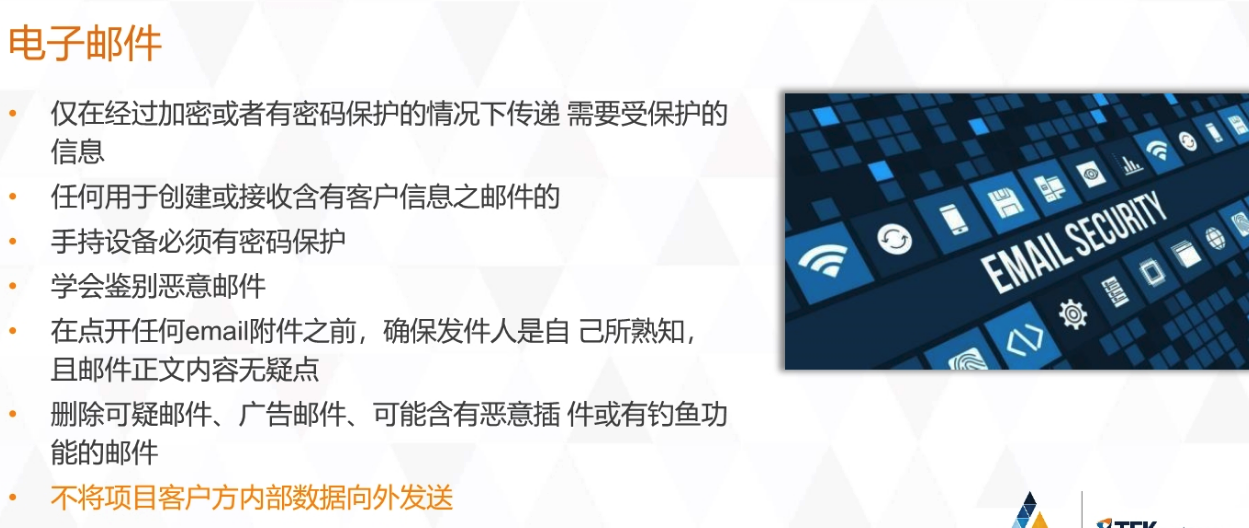 电子邮件
• 仅在经过加密或者有密码保护的情况下传递 需要受保护的
信息
• 任何用于创建或接收含有客户信息之邮件的
• 手持设备必须有密码保护
• 学会鉴别恶意邮件
• 在点开任何email附件之前，确保发件人是自 己所熟知，
且邮件正文内容无疑点
• 删除可疑邮件、广告邮件、可能含有恶意插 件或有钓鱼功
能的邮件
• 不将项目客户方内部数据向外发送
EMAIL SECURITY
TEK